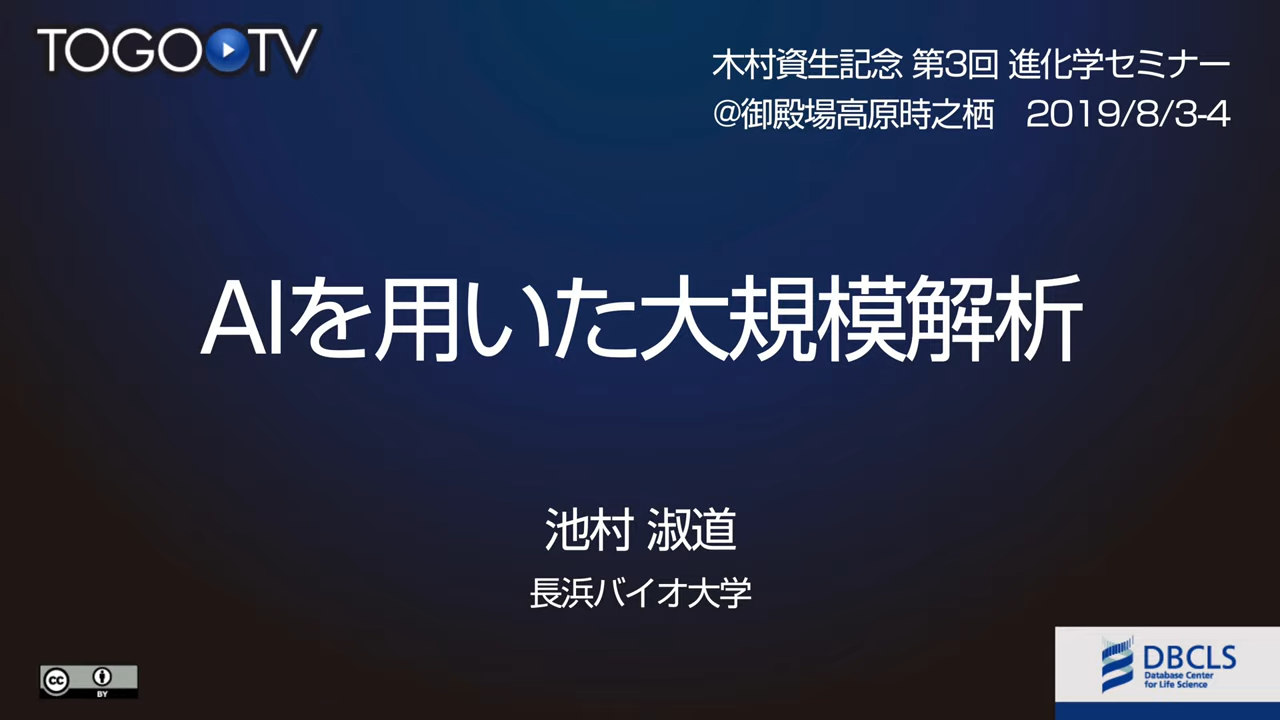 TOGO TV
木村資生記念 第3回 進化学セミナー
@御殿場高原時之栖 2019/8/3-4
AIを用いた大規模解析
池村 淑道
長浜バイオ大学
cc
BY
DBCLS
Database Center
for Life Science